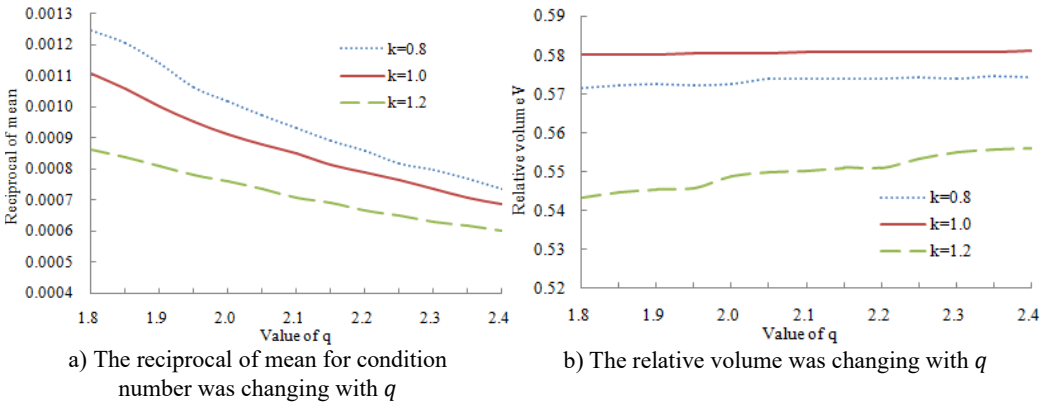 0.0013
0.0012
0.0011
0.0010
0.0009
0.0008
0.0007
0.0006
0.0005
0.0004
Reciprocal of mean
k=0.8
k=1.0
k=1.2
1.8 1.9 2.0 2.1 2.2 2.3 2.4
Value of q
a) The reciprocal of mean for condition
number was changing with q
0.59
0.58
0.57
0.56
0.55
0.54
0.53
0.52
Relative volume V
k=0.8
k=1.0
k=1.2
1.8 1.9 2.0 2.1 2.2 2.3 2.4
Value of q
b) The relative volume was changing with q